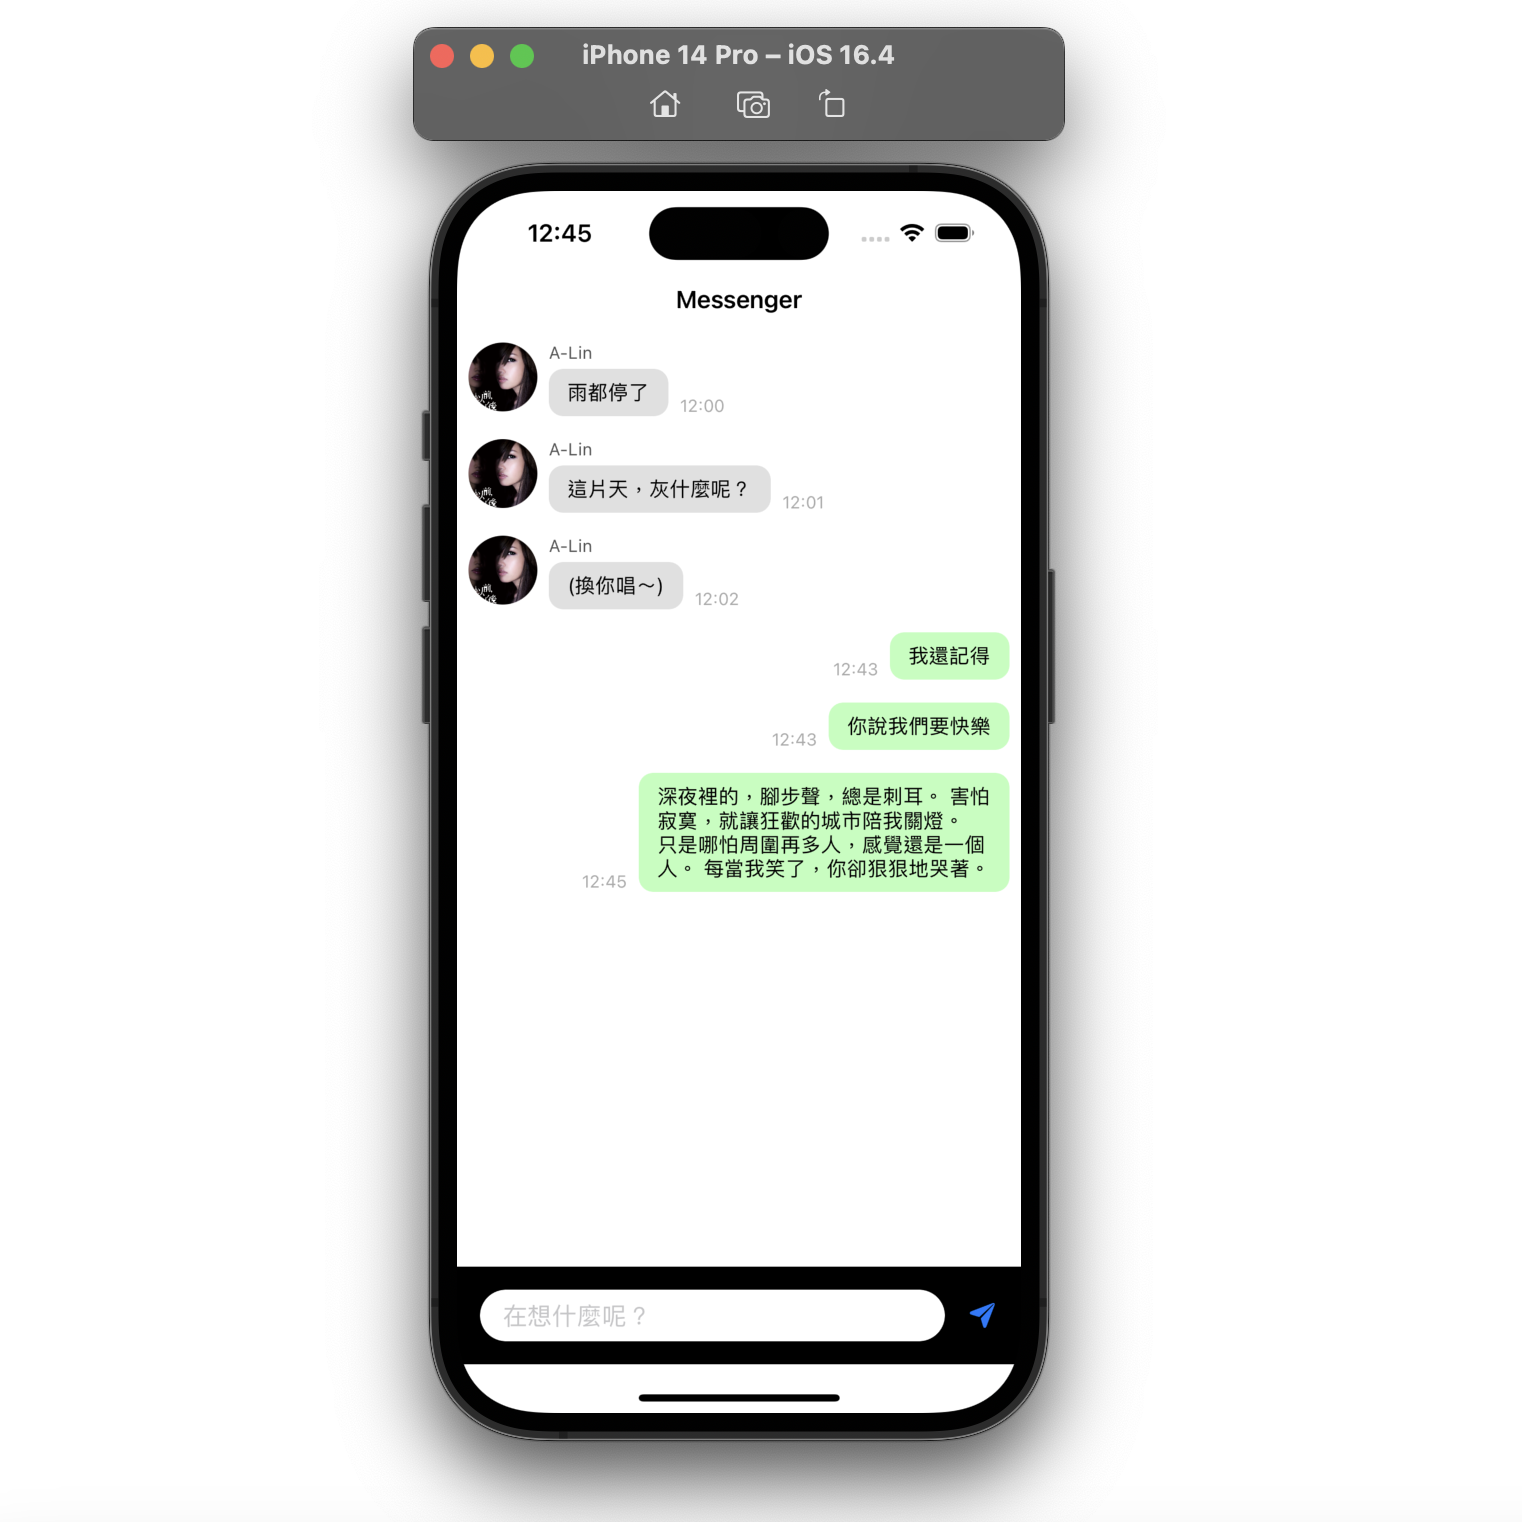 iPhone 14 Pro – iOS 16.4
12:45
Messenger
A-Lin
雨都停了
12:00
A-Lin
這片天，灰什麼呢？
12:01
A-Lin
(換你唱～)
12:02
我還記得
12:43
你說我們要快樂
12:43
深夜裡的，腳步聲，總是刺耳。 害怕
寂寞，就讓狂歡的城市陪我關燈。
只是哪怕周圍再多人，感覺還是一個
人。 每當我笑了，你卻狠狠地哭著。
12:45
在想什麼呢？